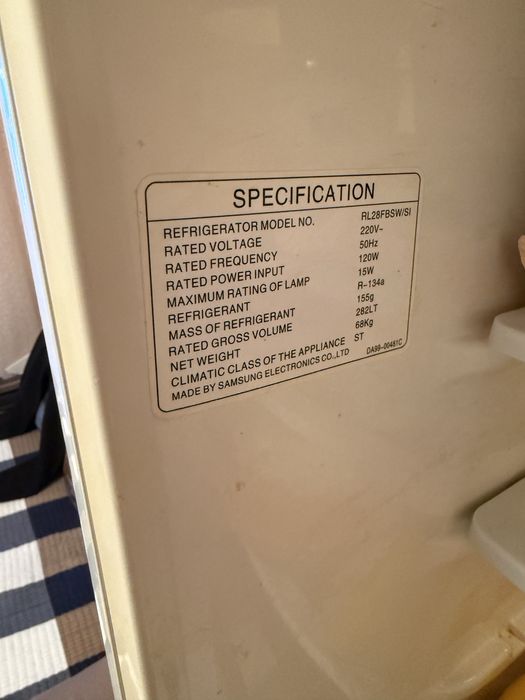 SPECIFICATION
REFRIGERATOR MODEL NO. RL28FBSW/SI
RATED VOLTAGE 220V~
RATED FREQUENCY 50Hz
RATED POWER INPUT 120W
MAXIMUM RATING OF LAMP 15W
REFRIGERANT R-134a
MASS OF REFRIGERANT 155g
RATED GROSS VOLUME 282LT
NET WEIGHT 68Kg
CLIMATIC CLASS OF THE APPLIANCE ST
MADE BY SAMSUNG ELECTRONICS CO.,LTD DA99-00481C